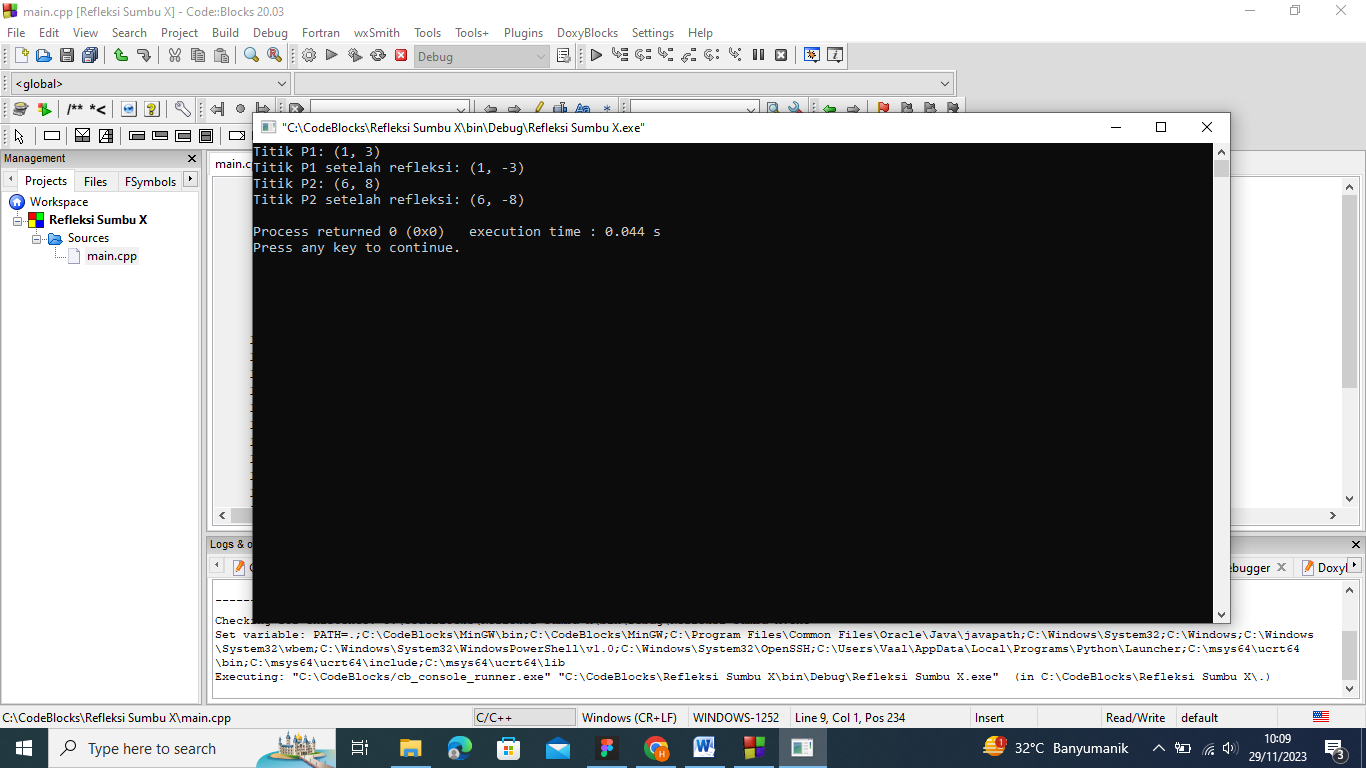 main.cpp [Refleksi Sumbu X] - Code::Blocks 20.03
File Edit View Search Project Build Debug Fortran wxSmith Tools Tools+ Plugins DoxyBlocks Settings Help
Debug
<global>
/** *<
"C:\CodeBlocks\Refleksi Sumbu X\bin\Debug\Refleksi Sumbu X.exe"
Titik P1: (1, 3)
Titik P1 setelah refleksi: (1, -3)
Titik P2: (6, 8)
Titik P2 setelah refleksi: (6, -8)
Process returned 0 (0x0)   execution time : 0.044 s
Press any key to continue.
Management
Projects Files FSymbols
Workspace
Refleksi Sumbu X
Sources
main.cpp
main.c
Logs & o
ebugger Doxyl
Set variable: PATH=.;C:\CodeBlocks\MinGW\bin;C:\CodeBlocks\MinGW;C:\Program Files\Common Files\Oracle\Java\javapath;C:\Windows\System32;C:\Windows;C:\Windows
\System32\wbem;C:\Windows\System32\WindowsPowerShell\v1.0;C:\Windows\System32\OpenSSH;C:\Users\Vaal\AppData\Local\Programs\Python\Launcher;C:\msys64\ucrt64
\bin;C:\msys64\ucrt64\include;C:\msys64\ucrt64\lib
Executing: "C:\CodeBlocks/cb_console_runner.exe" "C:\CodeBlocks\Refleksi Sumbu X\bin\Debug\Refleksi Sumbu X.exe"  (in C:\CodeBlocks\Refleksi Sumbu X\.)
C:\CodeBlocks\Refleksi Sumbu X\main.cpp C/C++ Windows (CR+LF) WINDOWS-1252 Line 9, Col 1, Pos 234 Insert Read/Write default
Type here to search
32°C Banyumanik
10:09
29/11/2023
3